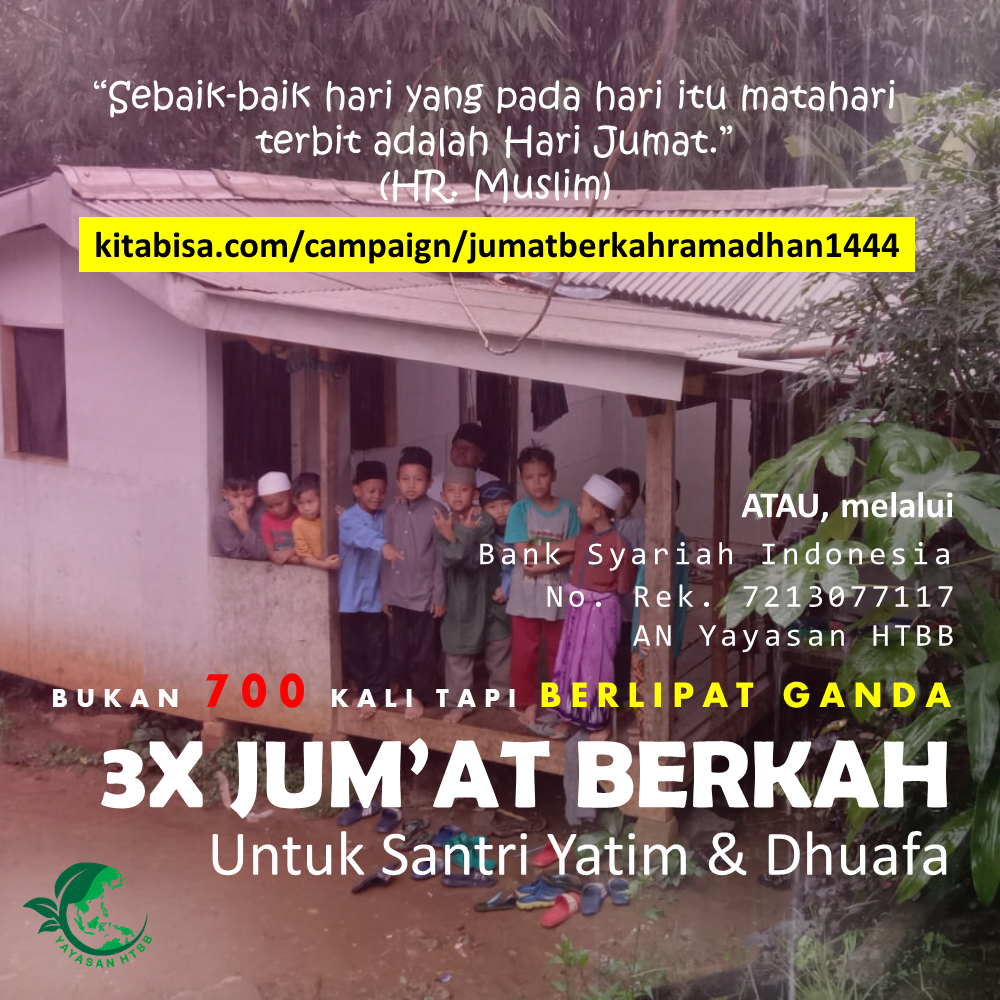 “Sebaik-baik hari yang pada hari itu matahari
terbit adalah Hari Jumat.”
(HR. Muslim)
kitabisa.com/campaign/jumatberkahramadhan1444
ATAU, melalui
Bank Syariah Indonesia
No. Rek. 7213077117
AN Yayasan HTBB
BUKAN 700 KALI TAPI BERLIPAT GANDA
3X JUM’AT BERKAH
Untuk Santri Yatim & Dhuafa
YAYASAN HTBB